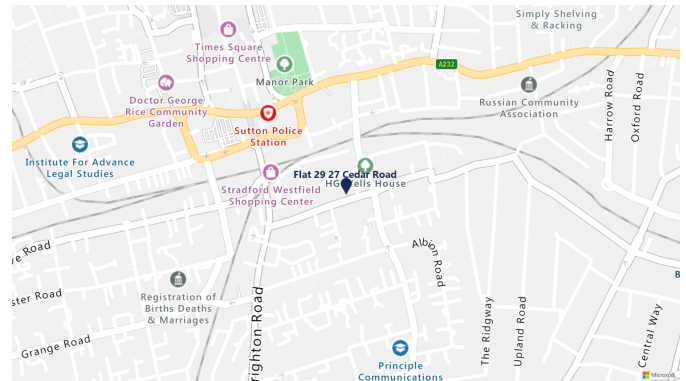 Simply Shelving
& Racking
Times Square
Shopping Centre
A232
Manor Park
Doctor George
Rice Community
Garden
Russian Community
Association
Harrow Road
Oxford Road
Sutton Police
Station
Institute For Advance
Legal Studies
Flat 29 27 Cedar Road
HG Wells House
Stradford Westfield
Shopping Center
ve Road
Albion Road
ster Road
Registration of
Births Deaths
& Marriages
righton Road
The Ridgway
Upland Road
Central Way
Grange Road
Principle
Communications
B
Microsoft